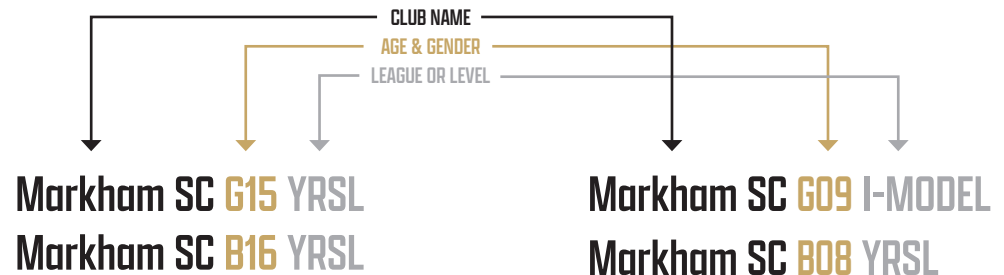 CLUB NAME
AGE & GENDER
LEAGUE OR LEVEL
Markham SC G15 YRSL
Markham SC B16 YRSL
Markham SC G09 I-MODEL
Markham SC B08 YRSL